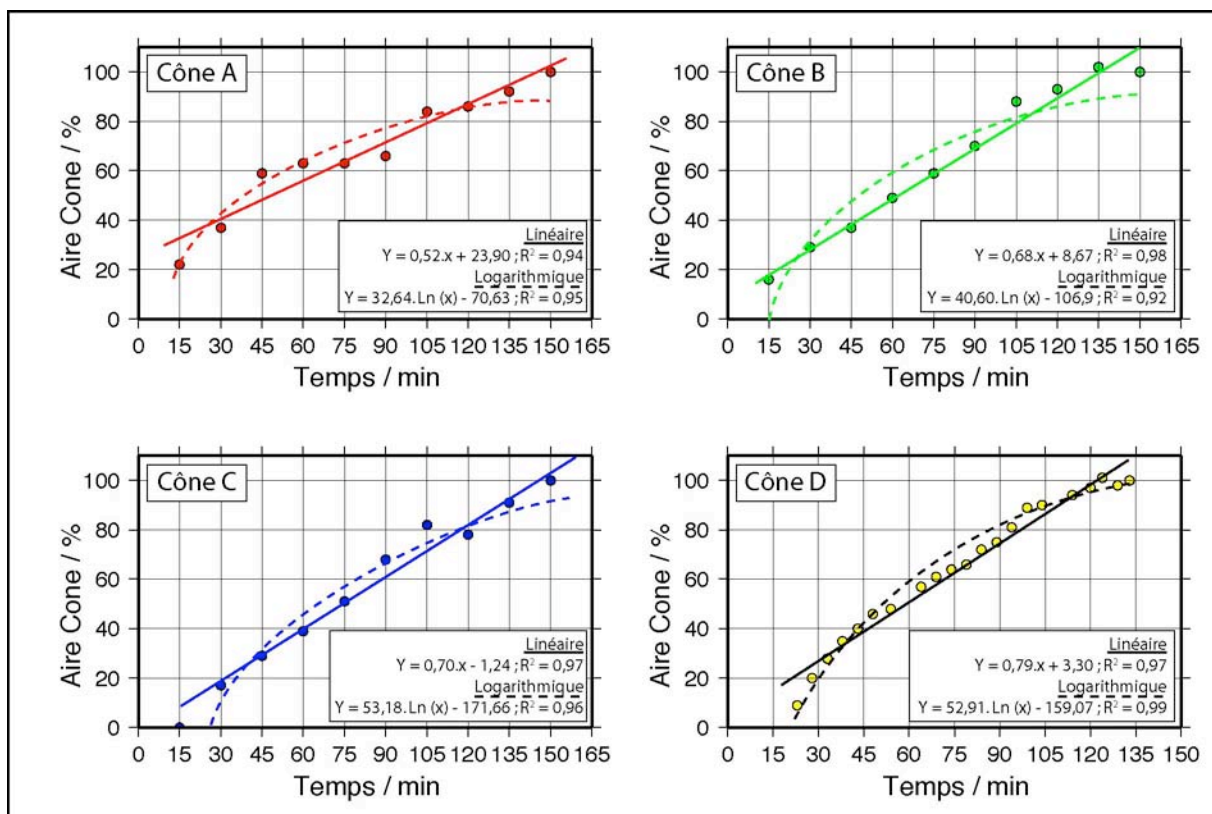 Cône A
100
80
60
40
20
0
Aire Cone / %
Linéaire
Y = 0,52.x + 23,90 ; R² = 0,94
Logarithmique
Y = 32,64. Ln (x) - 70,63 ; R² = 0,95
0 15 30 45 60 75 90 105 120 135 150 165
Temps / min
Cône B
100
80
60
40
20
0
Aire Cone / %
Linéaire
Y = 0,68.x + 8,67 ; R² = 0,98
Logarithmique
Y = 40,60. Ln (x) - 106,9 ; R² = 0,92
0 15 30 45 60 75 90 105 120 135 150 165
Temps / min
Cône C
100
80
60
40
20
0
Aire Cone / %
Linéaire
Y = 0,70.x - 1,24 ; R² = 0,97
Logarithmique
Y = 53,18. Ln (x) - 171,66 ; R² = 0,96
0 15 30 45 60 75 90 105 120 135 150 165
Temps / min
Cône D
100
80
60
40
20
0
Aire Cone / %
Linéaire
Y = 0,79.x + 3,30 ; R² = 0,97
Logarithmique
Y = 52,91. Ln (x) - 159,07 ; R² = 0,99
0 15 30 45 60 75 90 105 120 135 150
Temps / min